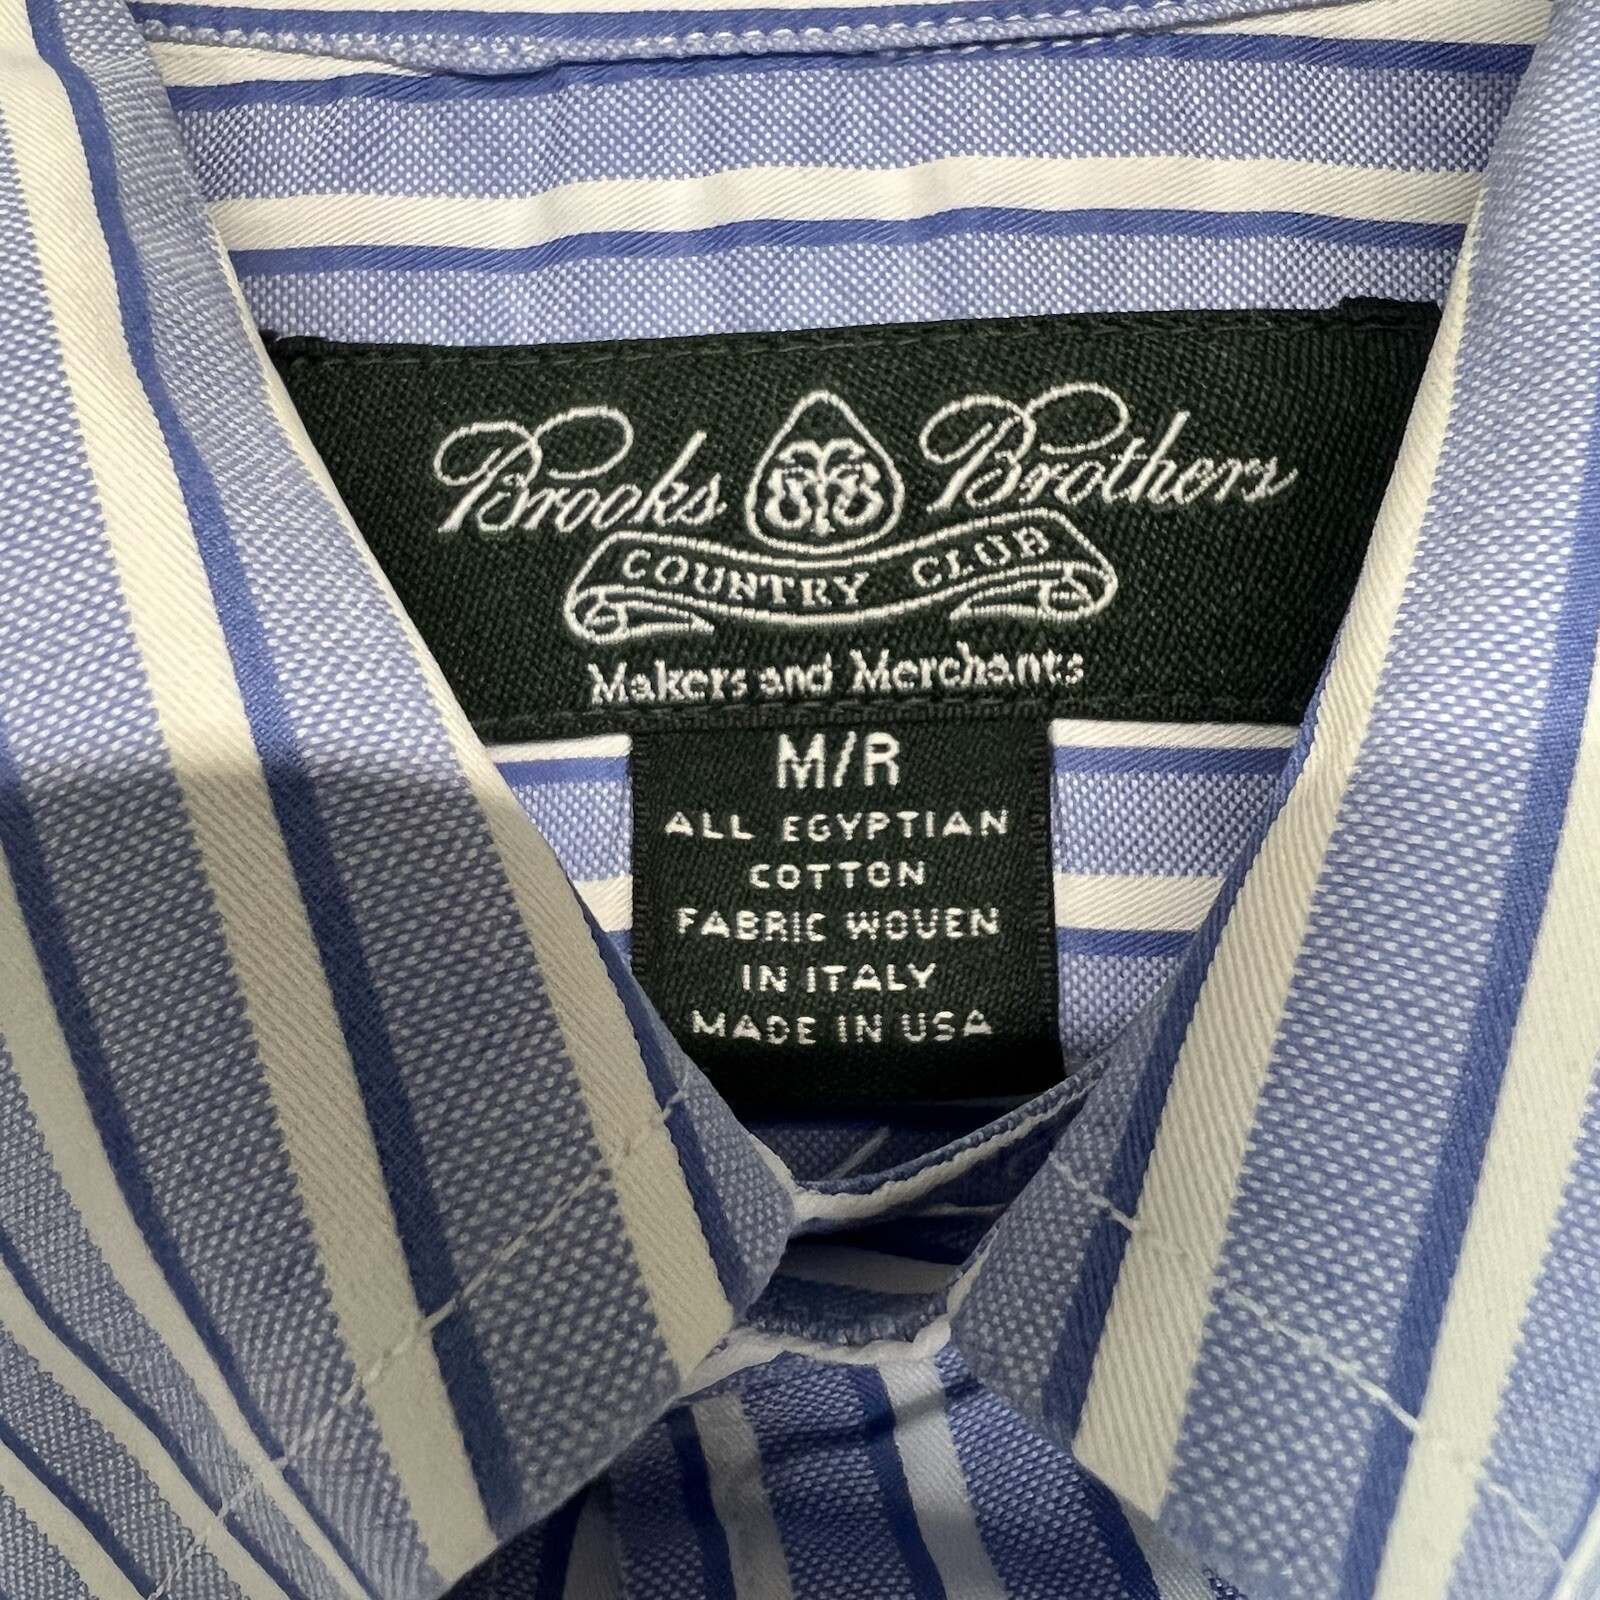 Brooks Brothers
COUNTRY CLUB
Makers and Merchants
M/R
ALL EGYPTIAN
COTTON
FABRIC WOVEN
IN ITALY
MADE IN USA